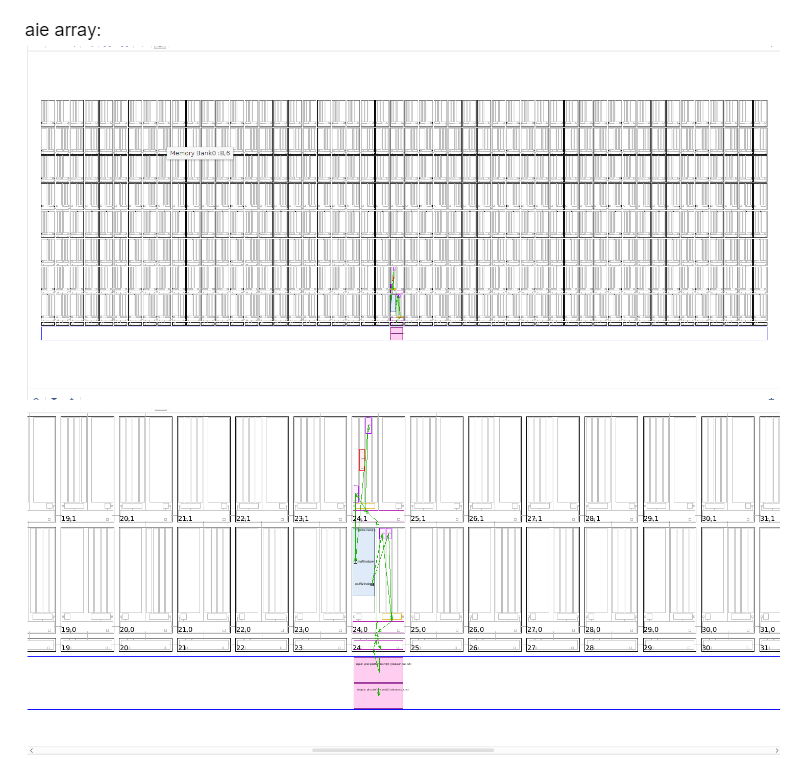 aie array:
Memory Bank0 :(8,6
19,1 20,1 21,1 22,1 23,1 24,1 25,1 26,1 27,1 28,1 29,1 30,1 31,1
19,0 20,0 21,0 22,0 23,0 24,0 25,0 26,0 27,0 28,0 29,0 30,0 31,0
19 20 21 22 23 24 25 26 27 28 29 30 31